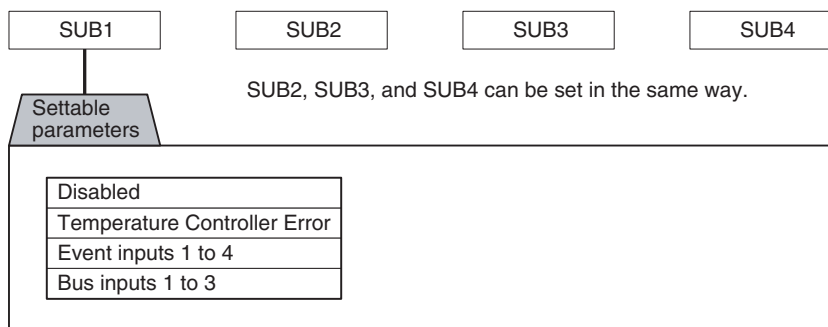 SUB1 SUB2 SUB3 SUB4
SUB2, SUB3, and SUB4 can be set in the same way.
Settable
parameters
Disabled
Temperature Controller Error
Event inputs 1 to 4
Bus inputs 1 to 3